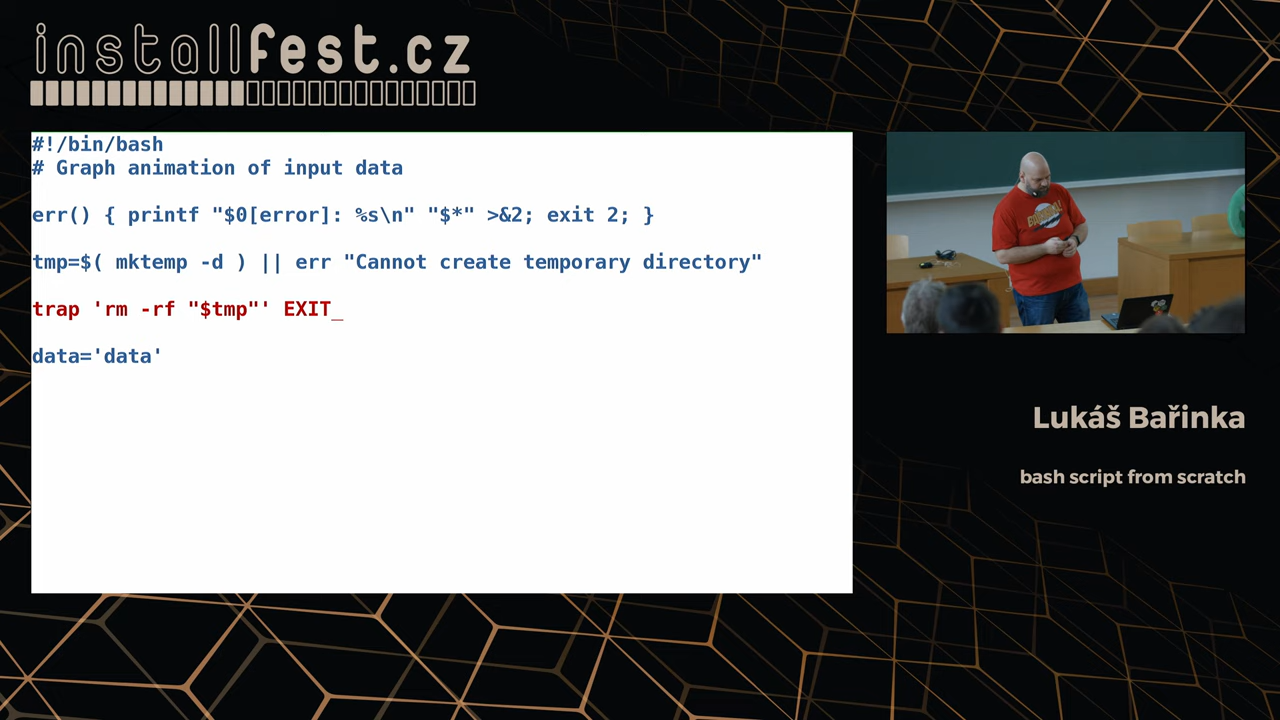 installfest.cz
#!/bin/bash
# Graph animation of input data
err() { printf "$0[error]: %s\n" "$*" >&2; exit 2; }
tmp=$( mktemp -d ) || err "Cannot create temporary directory"
trap 'rm -rf "$tmp"' EXIT_
data='data'
Lukáš Bařinka
bash script from scratch